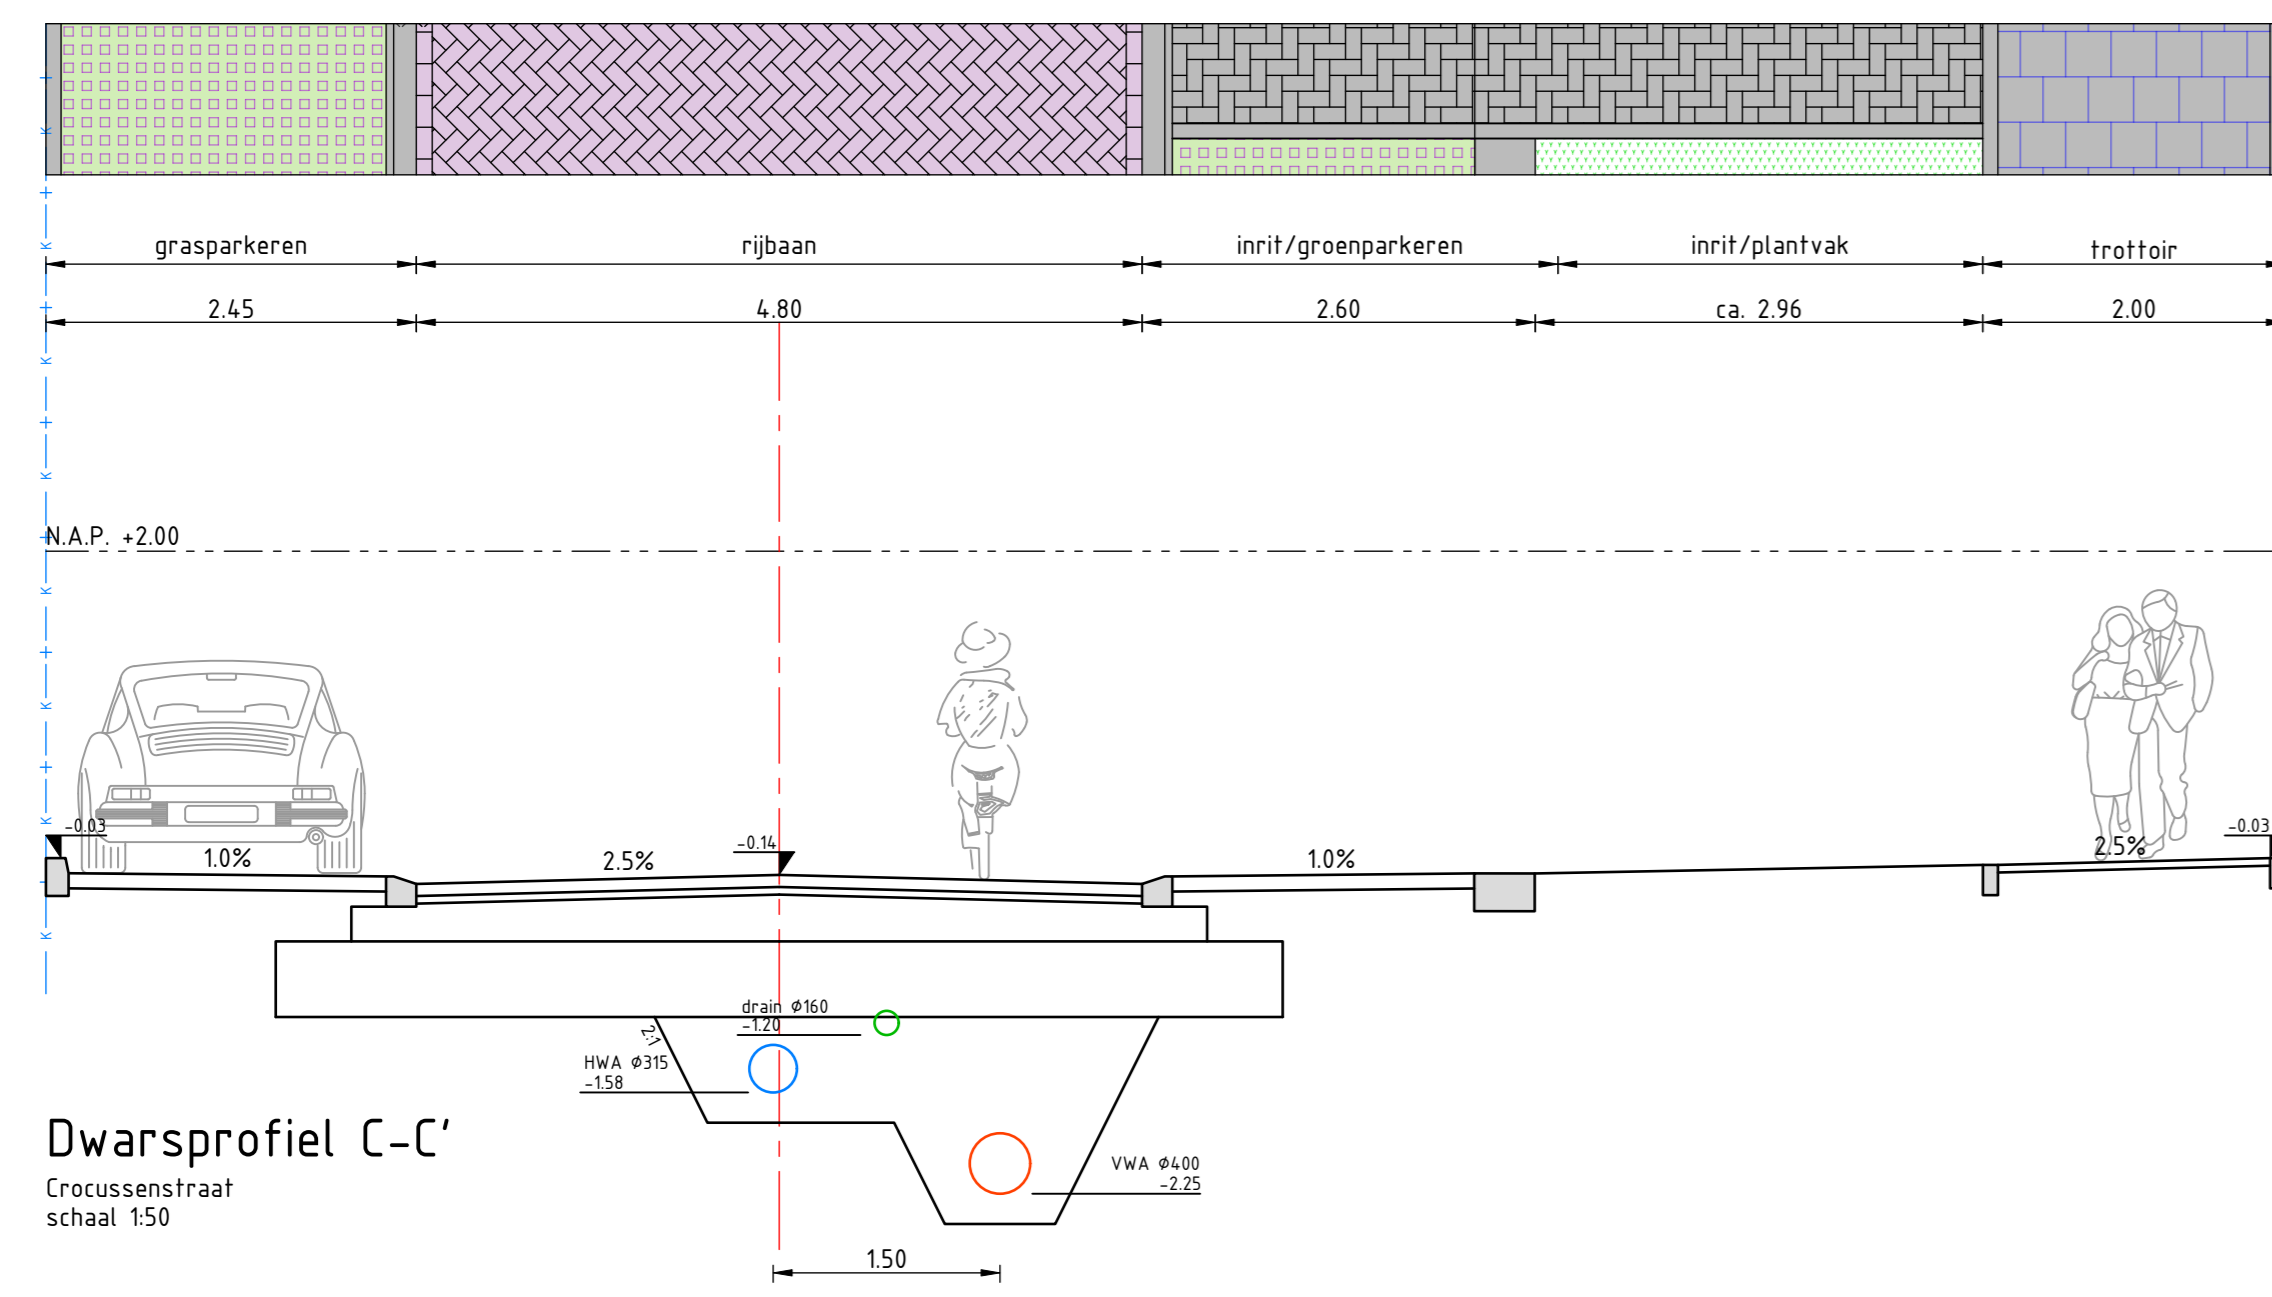 grasparkeren rijbaan inrit/groenparkeren inrit/plantvak trottoir
2.45 4.80 2.60 ca. 2.96 2.00
N.A.P. +2.00
-0.03 -0.14 -0.03
1.0% 2.5% 1.0% 2.5%
drain Ø160
-1.20
2:1
HWA Ø315
-1.58
VWA Ø400
-2.25
Dwarsprofiel C-C'
Crocussenstraat
schaal 1:50
1.50
K
K
K
K
K
K
K
K
K